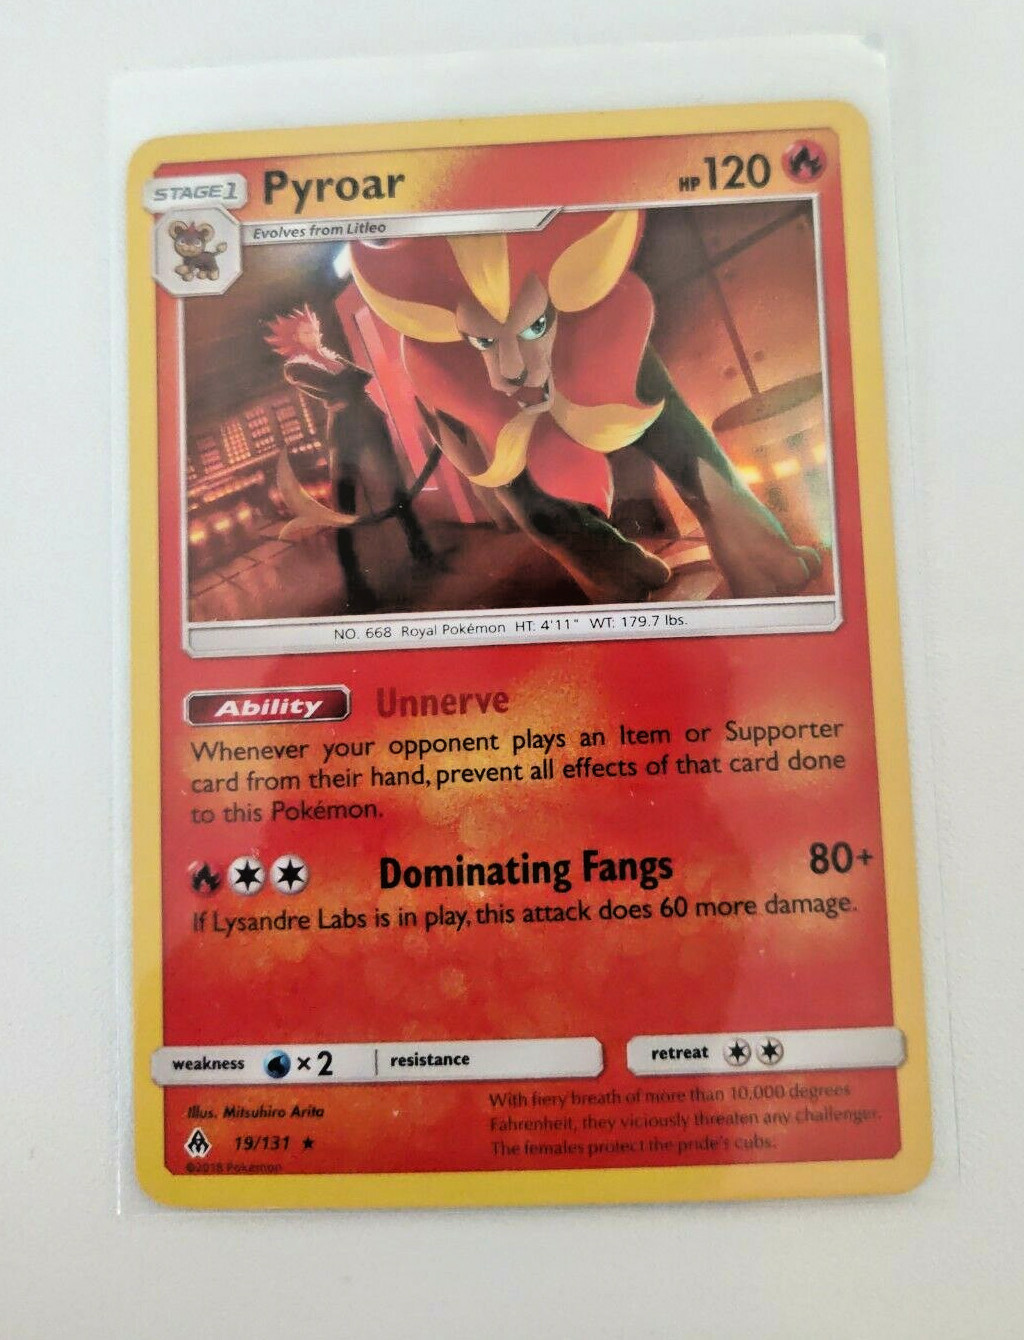 STAGE1 Pyroar HP 120
Evolves from Litleo
NO. 668 Royal Pokémon HT: 4'11" WT: 179.7 lbs.
Ability Unnerve
Whenever your opponent plays an Item or Supporter
card from their hand, prevent all effects of that card done
to this Pokémon.
Dominating Fangs 80+
If Lysandre Labs is in play, this attack does 60 more damage.
weakness ×2 resistance retreat
Illus. Mitsuhiro Arita
19/131 ★
©2018 Pokémon
With fiery breath of more than 10,000 degrees
Fahrenheit, they viciously threaten any challenger.
The females protect the pride's cubs.